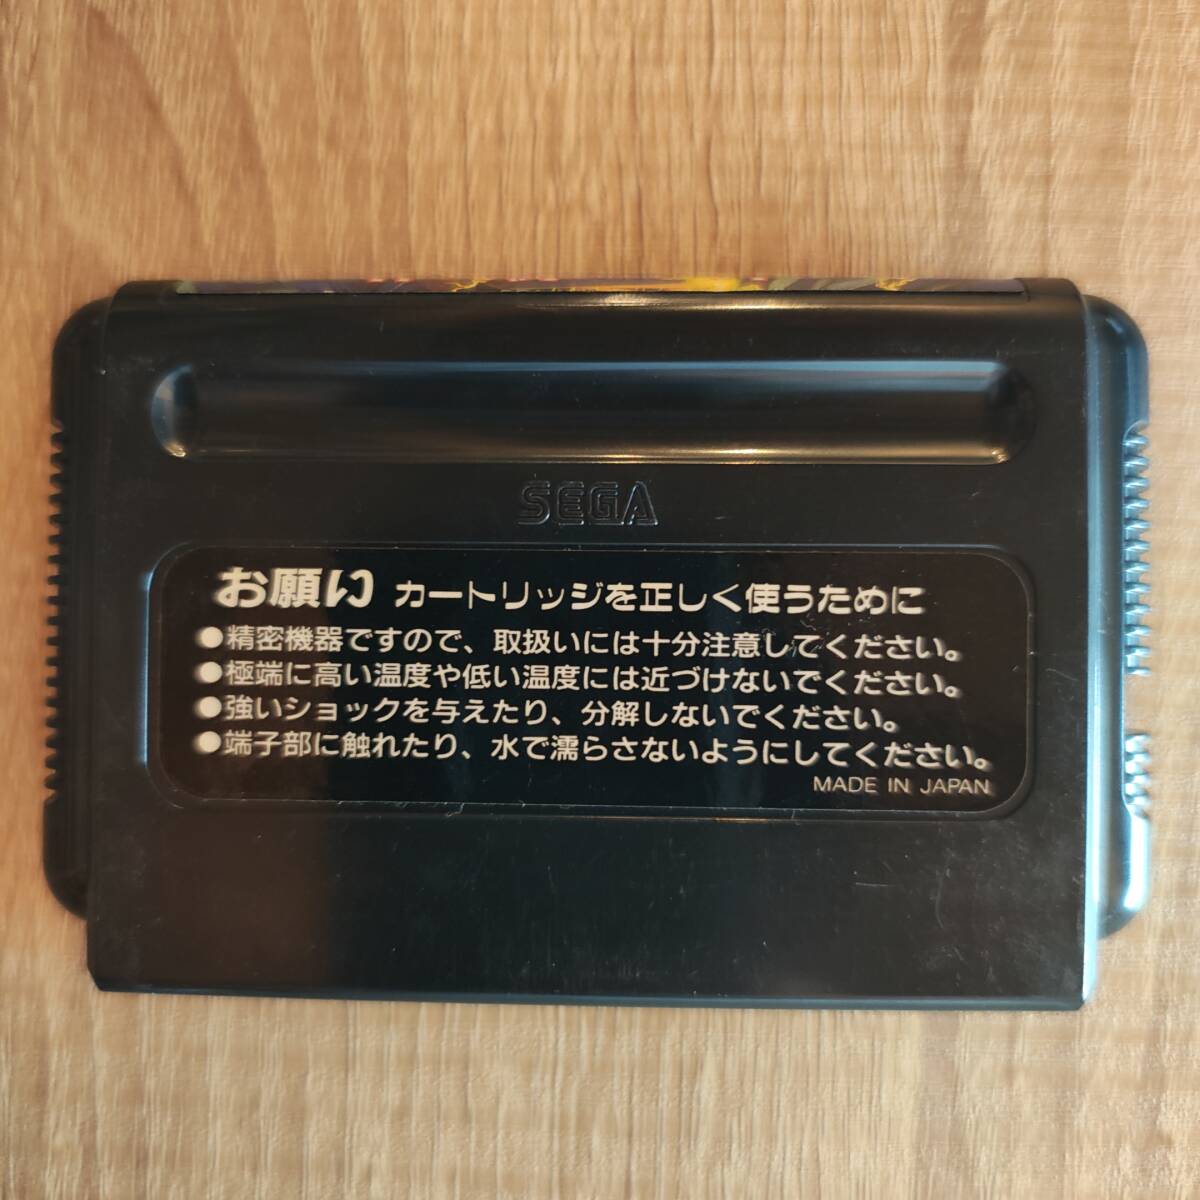 SEGA
お願い カートリッジを正しく使うために
●精密機器ですので、取扱いには十分注意してください。
●極端に高い温度や低い温度には近づけないでください。
●強いショックを与えたり、分解しないでください。
●端子部に触れたり、水で濡らさないようにしてください。
MADE IN JAPAN